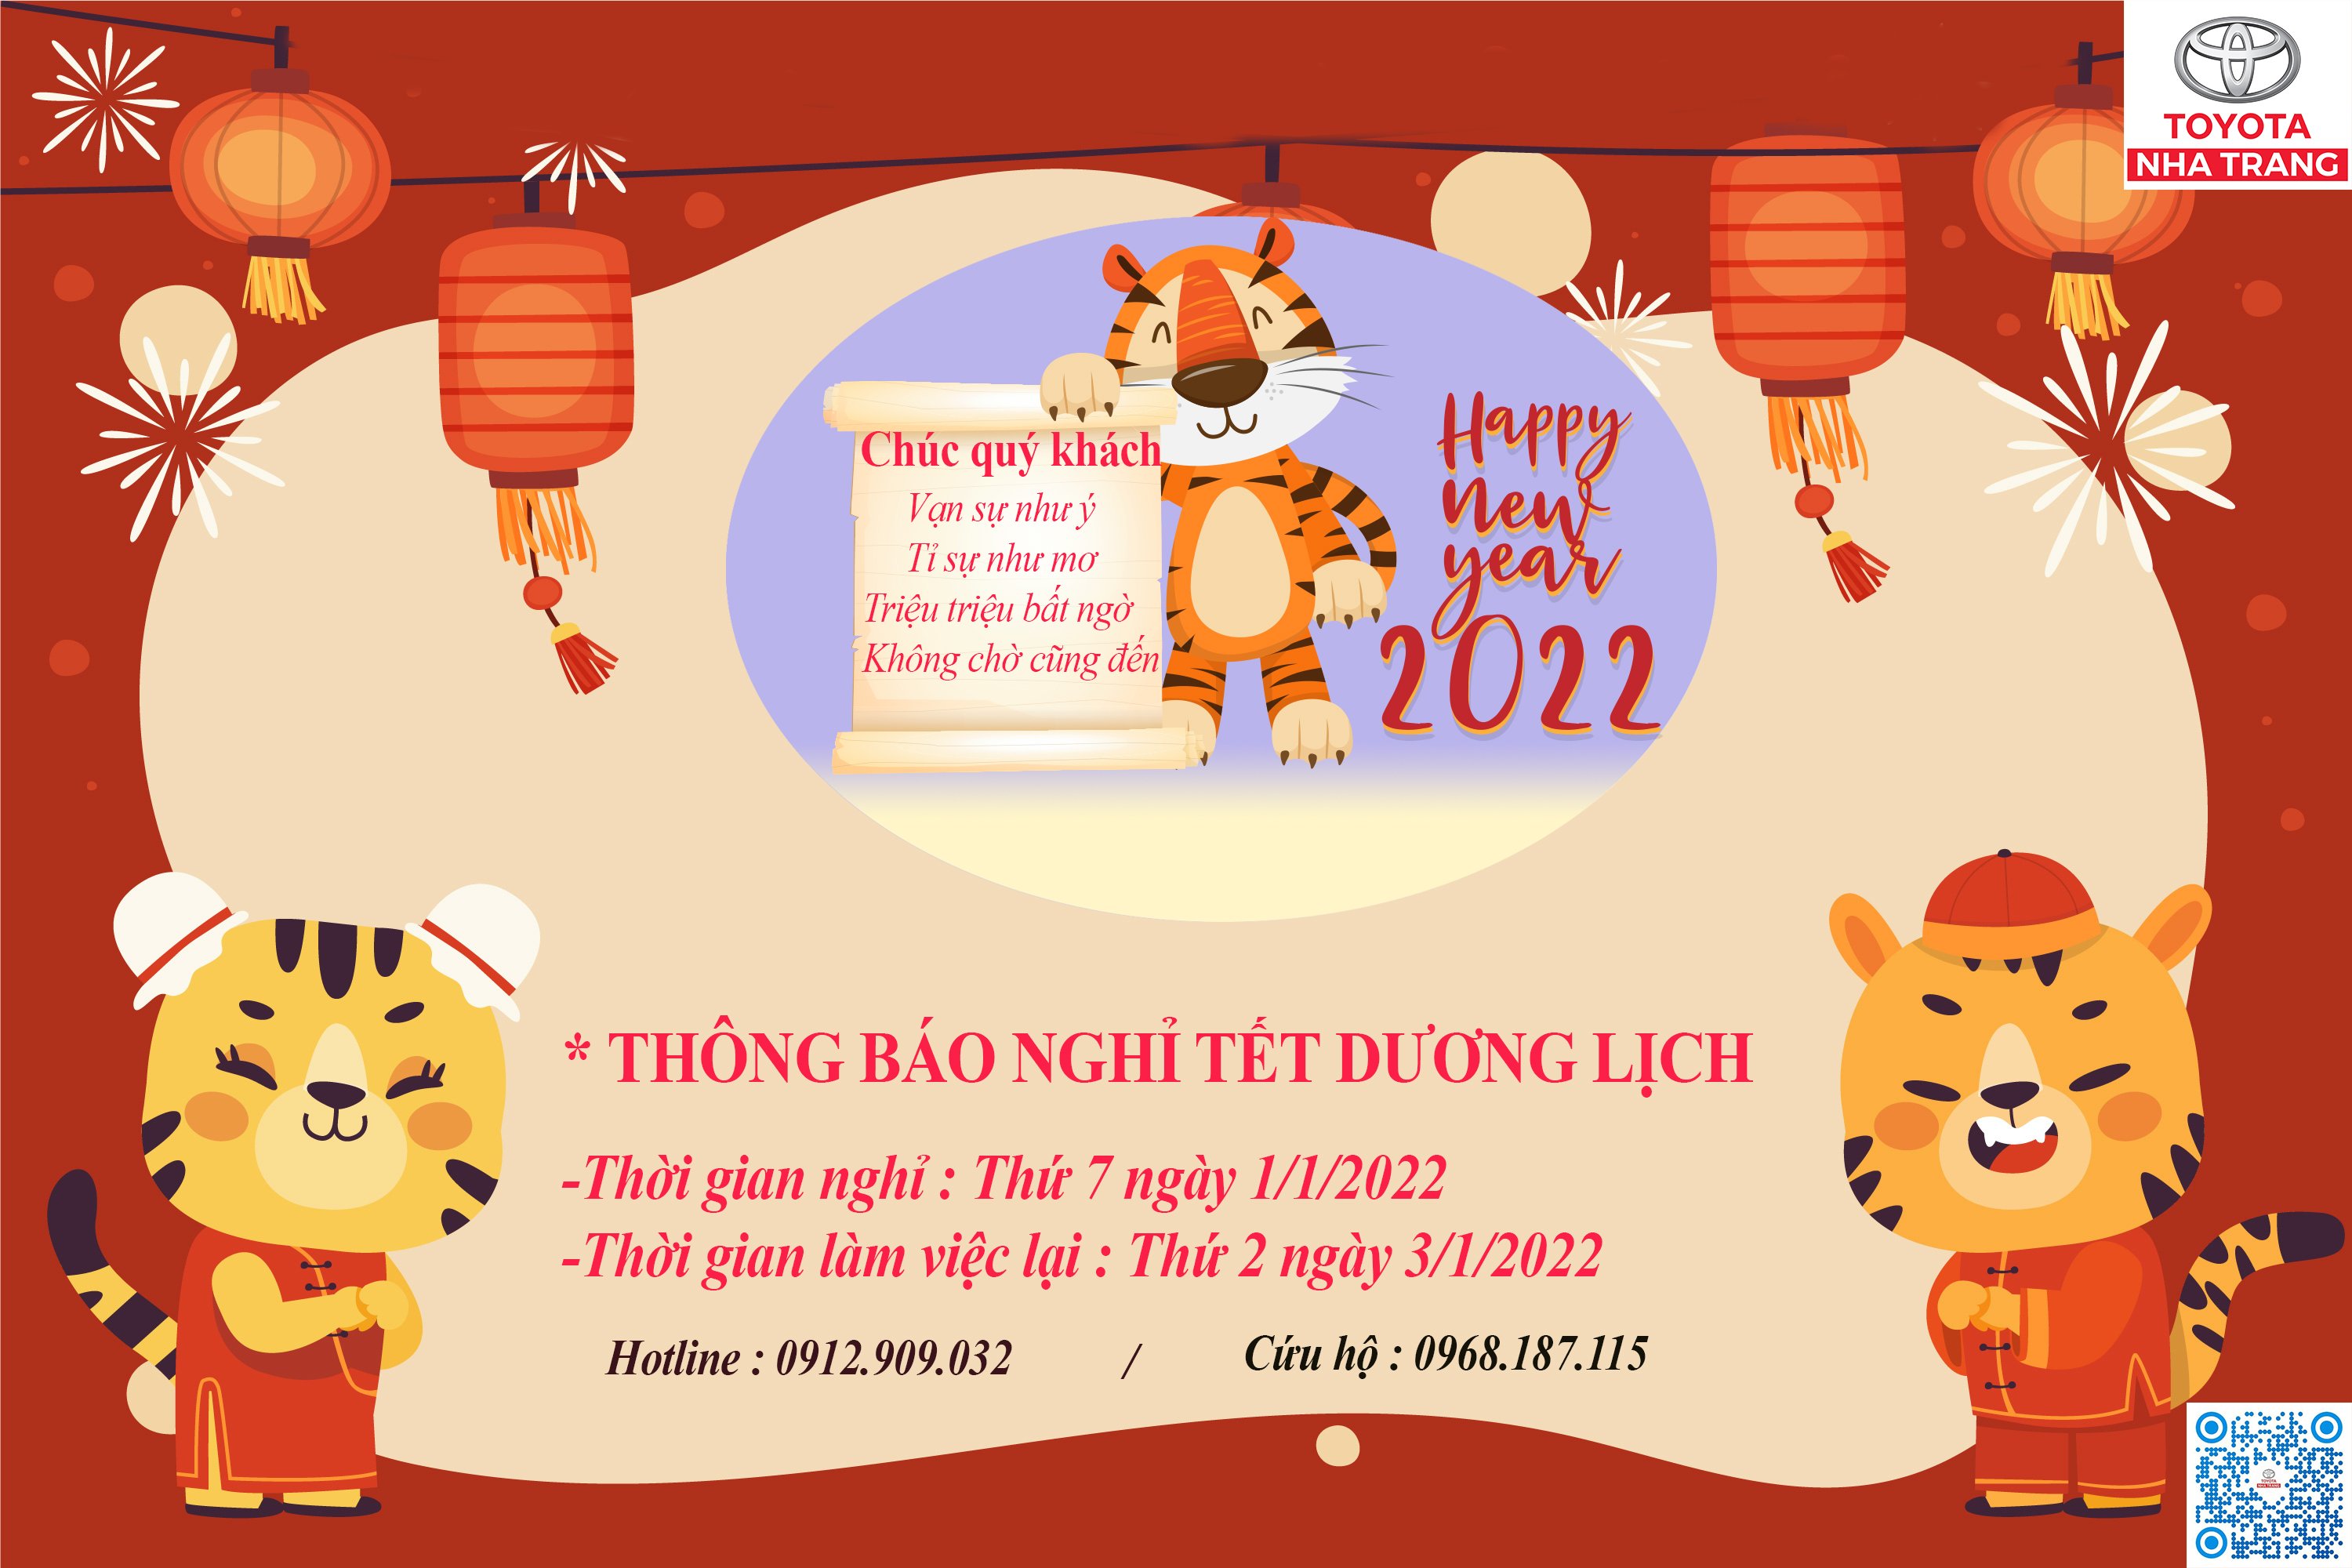 TOYOTA
NHA TRANG
Chúc quý khách
Vạn sự như ý
Tỉ sự như mơ
Triệu triệu bất ngờ
Không chờ cũng đến
Happy
New
year
2022
* THÔNG BÁO NGHỈ TẾT DƯƠNG LỊCH
-Thời gian nghỉ : Thứ 7 ngày 1/1/2022
-Thời gian làm việc lại : Thứ 2 ngày 3/1/2022
Hotline : 0912.909.032 / Cứu hộ : 0968.187.115
TOYOTA
NHA TRANG